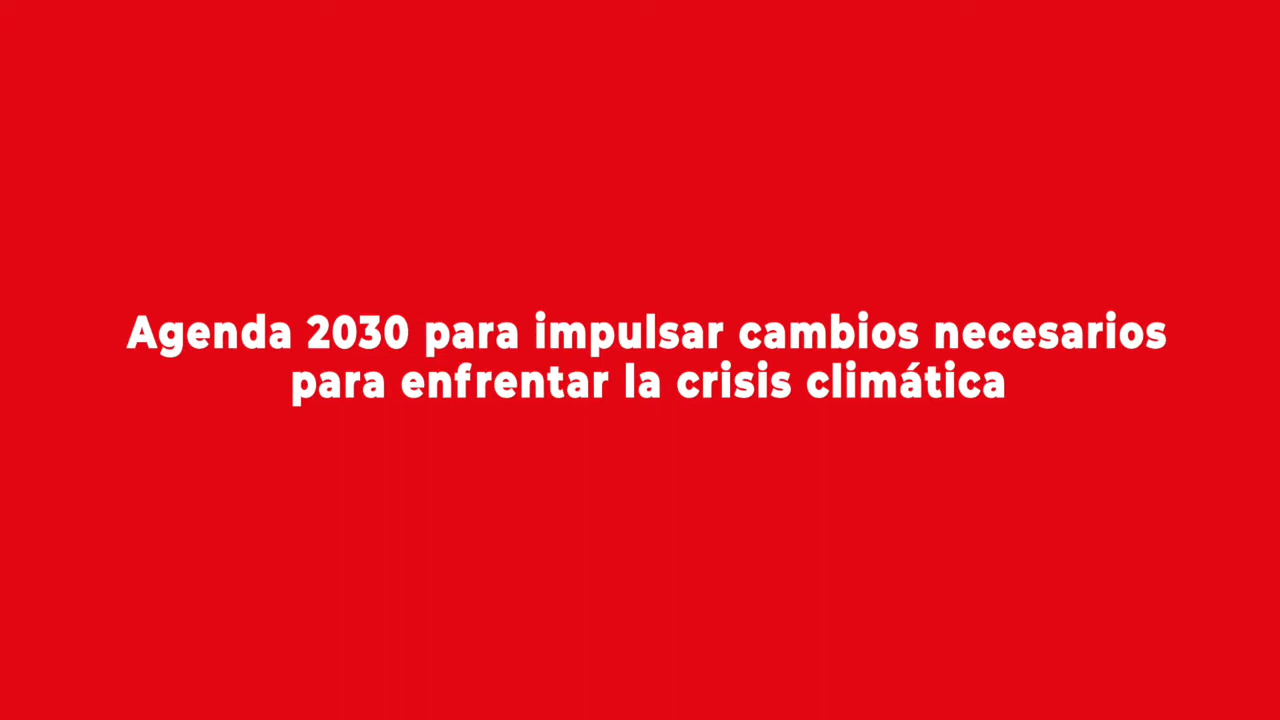 Agenda 2030 para impulsar cambios necesarios
para enfrentar la crisis climática